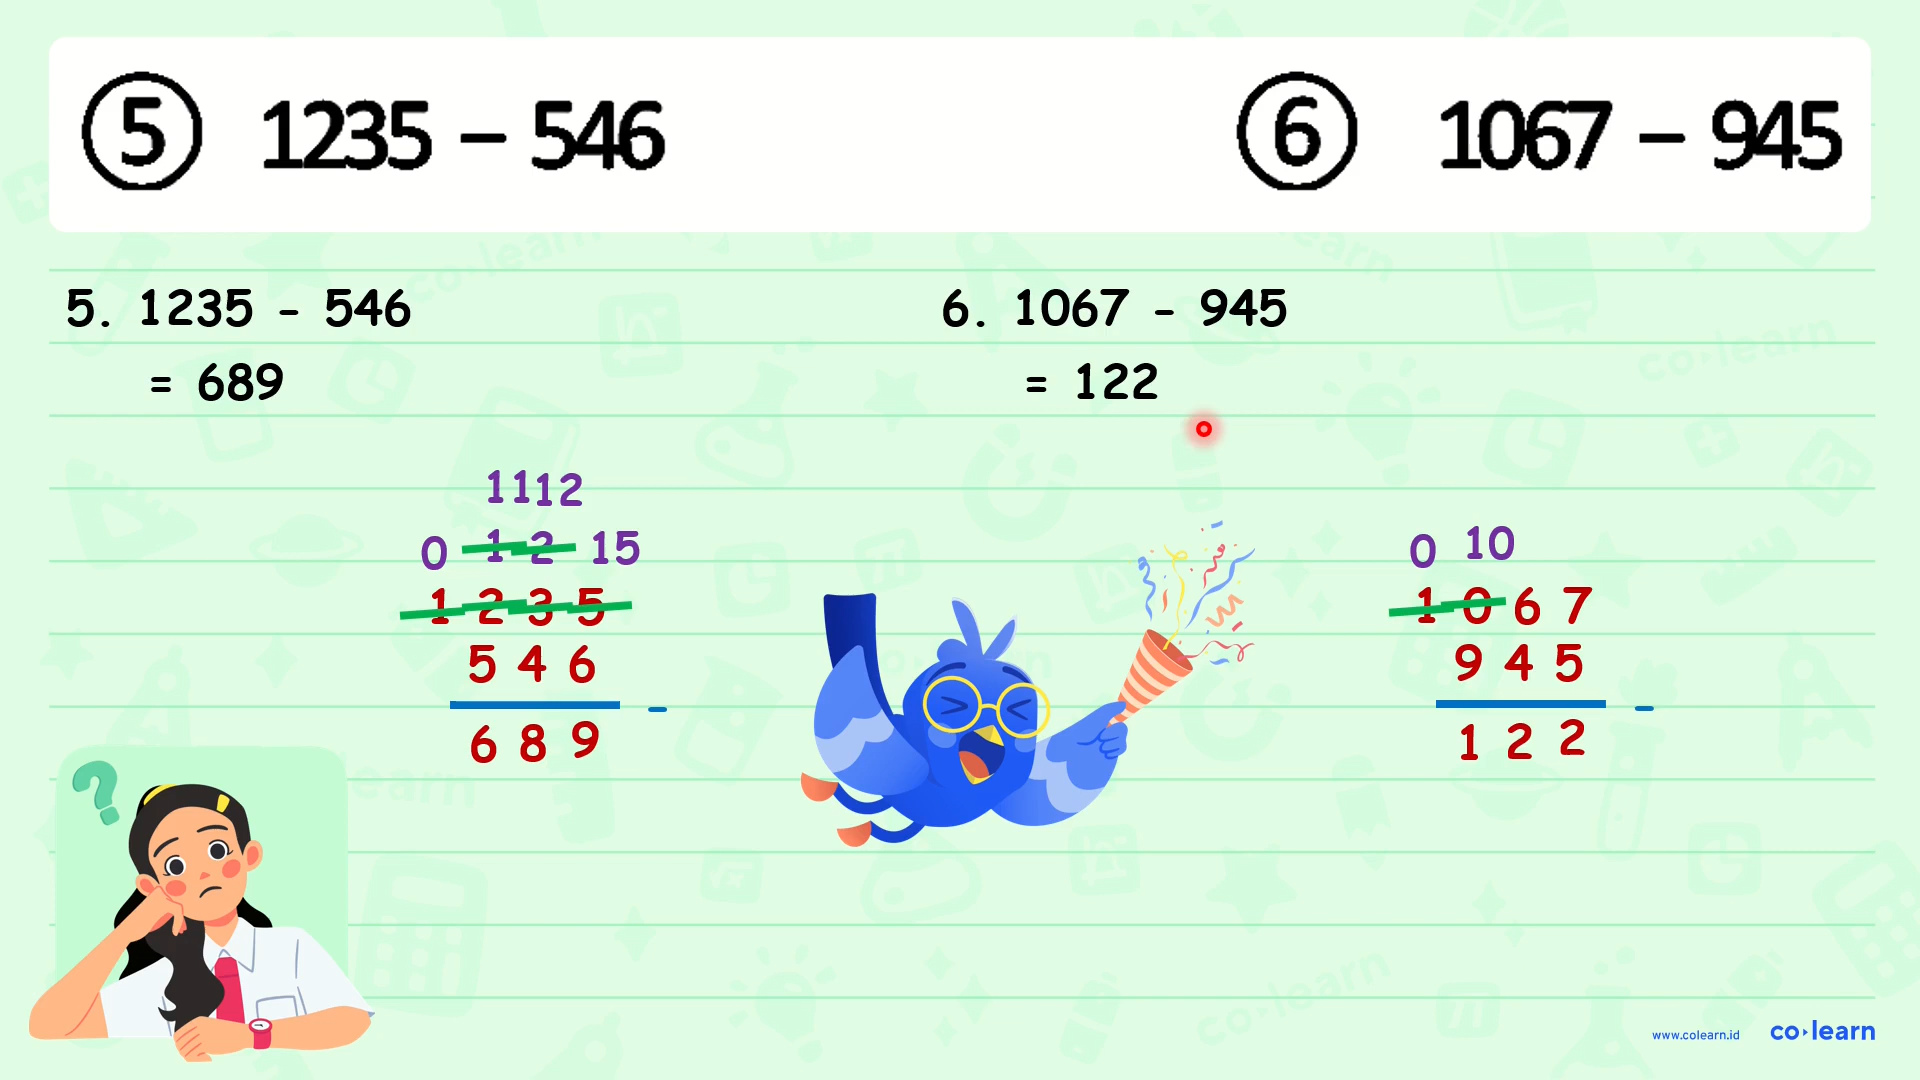 5 1235 – 546
6 1067 – 945
5. 1235 - 546
= 689
6. 1067 - 945
= 122
11 12
0 1 2 15
1 2 3 5
5 4 6
-
6 8 9
0 10
1 0 6 7
9 4 5
-
1 2 2
?
www.colearn.id
co·learn